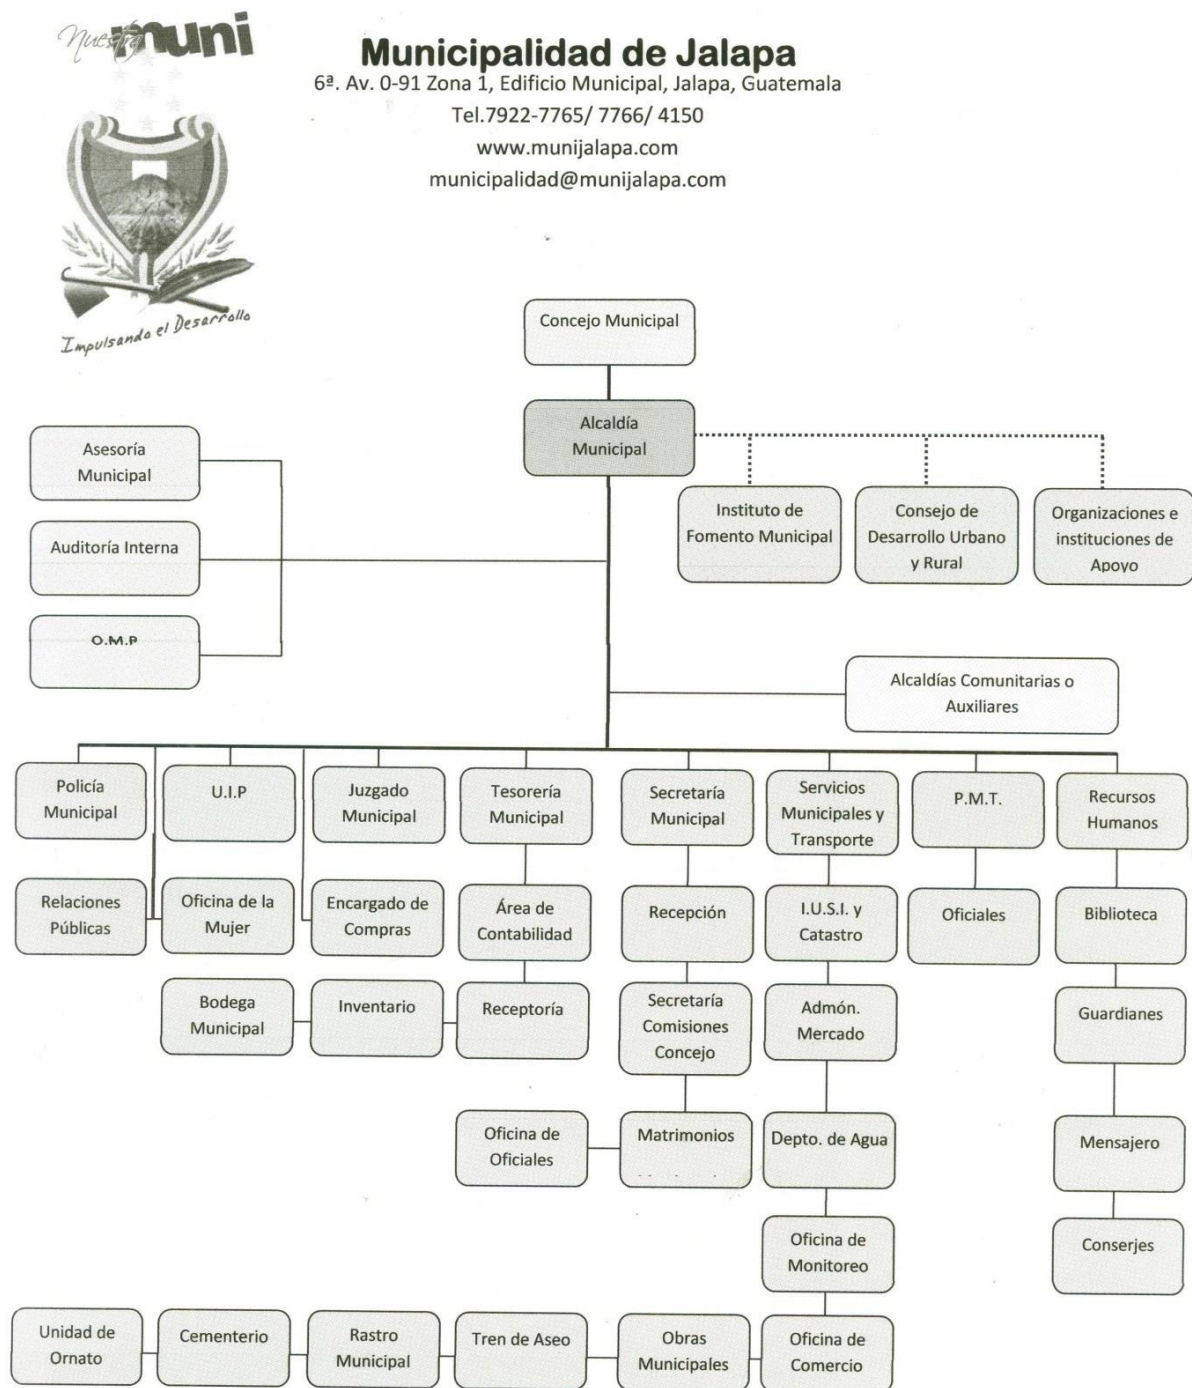 Nuestra muni
Municipalidad de Jalapa
6ª. Av. 0-91 Zona 1, Edificio Municipal, Jalapa, Guatemala
Tel.7922-7765/ 7766/ 4150
www.munijalapa.com
municipalidad@munijalapa.com
Impulsando el Desarrollo
Concejo Municipal
Alcaldía
Municipal
Asesoría
Municipal
Auditoría Interna
O.M.P
Instituto de
Fomento Municipal
Consejo de
Desarrollo Urbano
y Rural
Organizaciones e
instituciones de
Apoyo
Alcaldías Comunitarias o
Auxiliares
Policía
Municipal
U.I.P
Juzgado
Municipal
Tesorería
Municipal
Secretaría
Municipal
Servicios
Municipales y
Transporte
P.M.T.
Recursos
Humanos
Relaciones
Públicas
Oficina de la
Mujer
Encargado de
Compras
Área de
Contabilidad
Recepción
I.U.S.I. y
Catastro
Oficiales
Biblioteca
Bodega
Municipal
Inventario
Receptoría
Secretaría
Comisiones
Concejo
Admón.
Mercado
Guardianes
Oficina de
Oficiales
Matrimonios
Depto. de Agua
Mensajero
Oficina de
Monitoreo
Conserjes
Unidad de
Ornato
Cementerio
Rastro
Municipal
Tren de Aseo
Obras
Municipales
Oficina de
Comercio